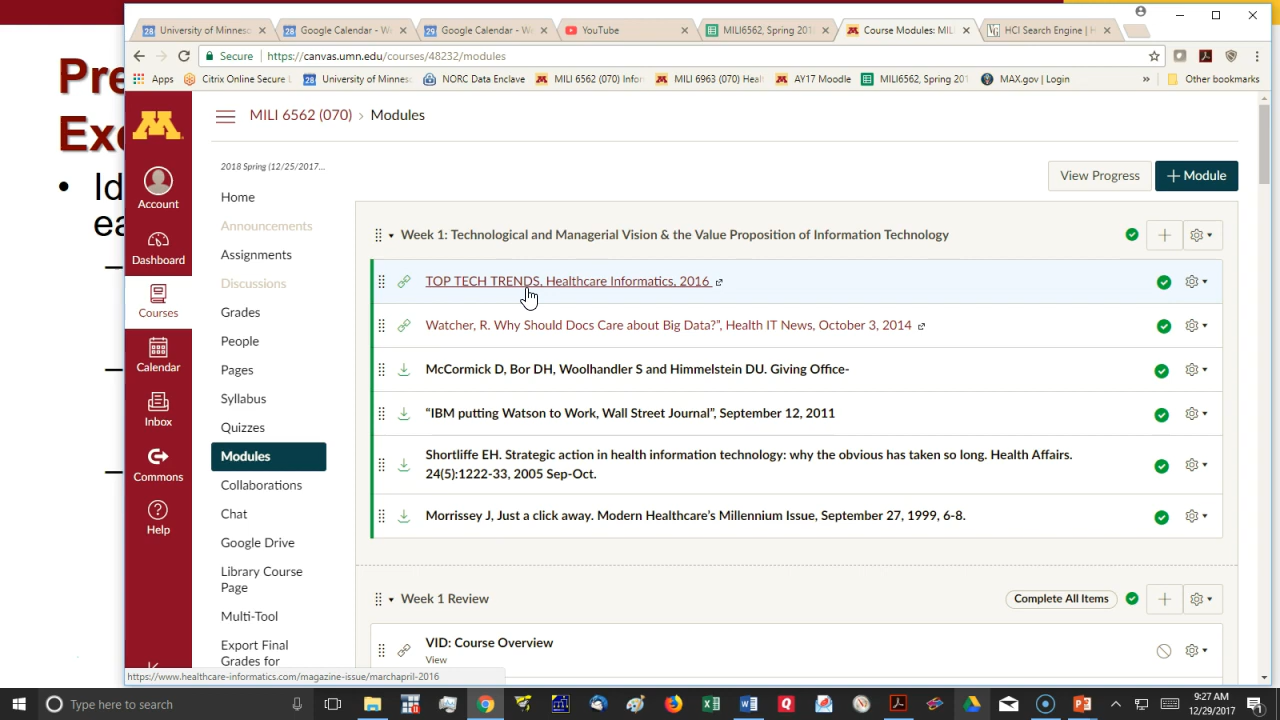 Pre
Exe
Id
ea
University of Minneso
Google Calendar - W
Google Calendar - We
YouTube
MILI6562, Spring 201
Course Modules: MIL
HCI Search Engine | H
Secure
https://canvas.umn.edu/courses/48232/modules
Apps
Citrix Online Secure L
University of Minneso
NORC Data Enclave
MILI 6562 (070) Infor
MILI 6963 (070) Heal
AY17 Moodle
MILI6562, Spring 201
MAX.gov | Login
»
Other bookmarks
M
Account
Dashboard
Courses
Calendar
Inbox
Commons
Help
MILI 6562 (070) › Modules
2018 Spring (12/25/2017...
Home
Announcements
Assignments
Discussions
Grades
People
Pages
Syllabus
Quizzes
Modules
Collaborations
Chat
Google Drive
Library Course
Page
Multi-Tool
Export Final
Grades for
View Progress
+ Module
Week 1: Technological and Managerial Vision & the Value Proposition of Information Technology
TOP TECH TRENDS, Healthcare Informatics, 2016
Watcher, R. Why Should Docs Care about Big Data?”, Health IT News, October 3, 2014
McCormick D, Bor DH, Woolhandler S and Himmelstein DU. Giving Office-
“IBM putting Watson to Work, Wall Street Journal”, September 12, 2011
Shortliffe EH. Strategic action in health information technology: why the obvious has taken so long. Health Affairs.
24(5):1222-33, 2005 Sep-Oct.
Morrissey J, Just a click away. Modern Healthcare’s Millennium Issue, September 27, 1999, 6-8.
Week 1 Review
Complete All Items
VID: Course Overview
View
https://www.healthcare-informatics.com/magazine-issue/marchapril-2016
Type here to search
9:27 AM
12/29/2017